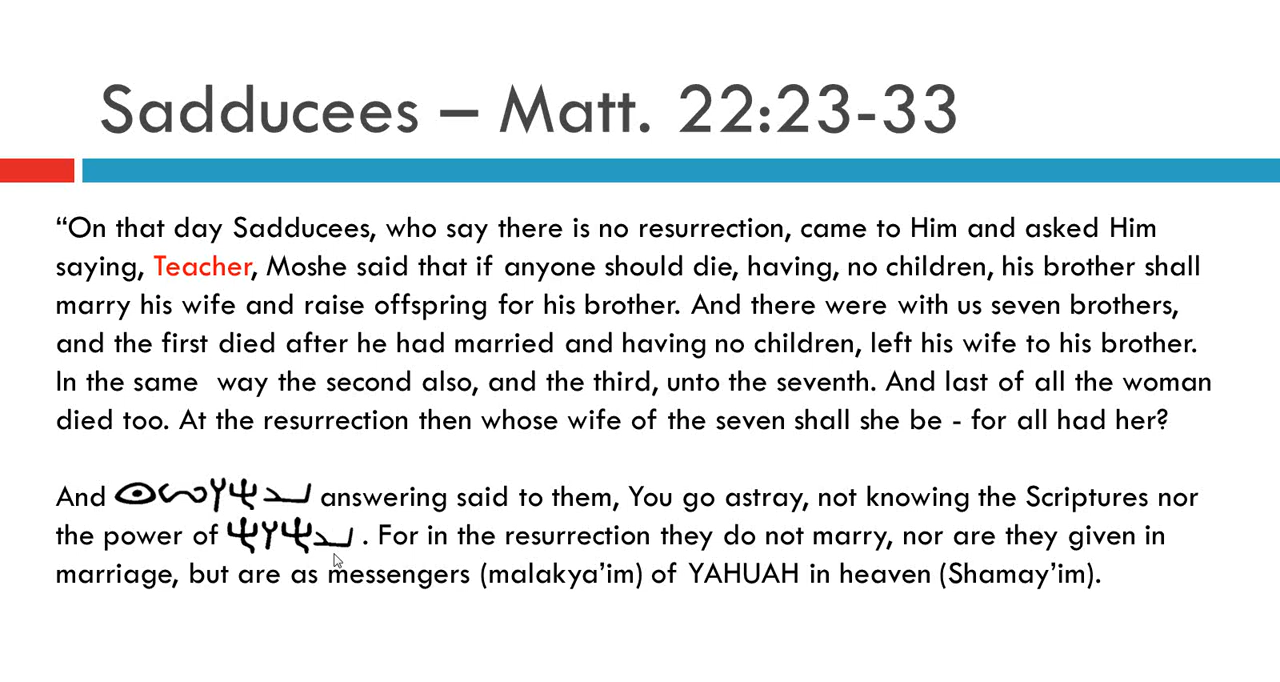 Sadducees – Matt. 22:23-33
“On that day Sadducees, who say there is no resurrection, came to Him and asked Him
saying, Teacher, Moshe said that if anyone should die, having, no children, his brother shall
marry his wife and raise offspring for his brother. And there were with us seven brothers,
and the first died after he had married and having no children, left his wife to his brother.
In the same  way the second also, and the third, unto the seventh. And last of all the woman
died too. At the resurrection then whose wife of the seven shall she be - for all had her?
And 𐤉𐤄𐤅𐤔𐤏 answering said to them, You go astray, not knowing the Scriptures nor
the power of 𐤉𐤄𐤅𐤄 . For in the resurrection they do not marry, nor are they given in
marriage, but are as messengers (malakya’im) of YAHUAH in heaven (Shamay’im).